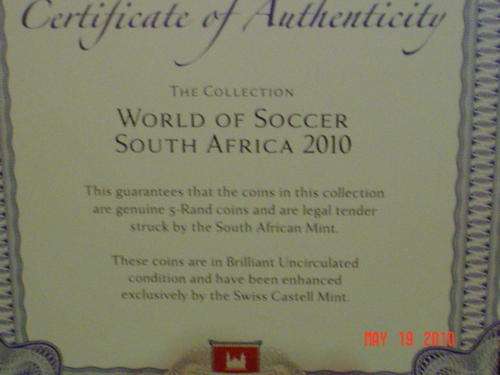 Certificate of Authenticity
THE COLLECTION
WORLD OF SOCCER
SOUTH AFRICA 2010
This guarantees that the coins in this collection
are genuine 5-Rand coins and are legal tender
struck by the South African Mint.
These coins are in Brilliant Uncirculated
condition and have been enhanced
exclusively by the Swiss Castell Mint.
MAY 19 2010